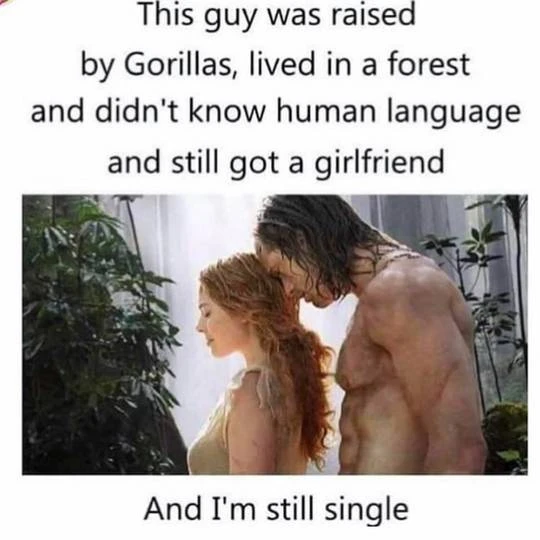 This guy was raised
by Gorillas, lived in a forest
and didn't know human language
and still got a girlfriend
And I'm still single